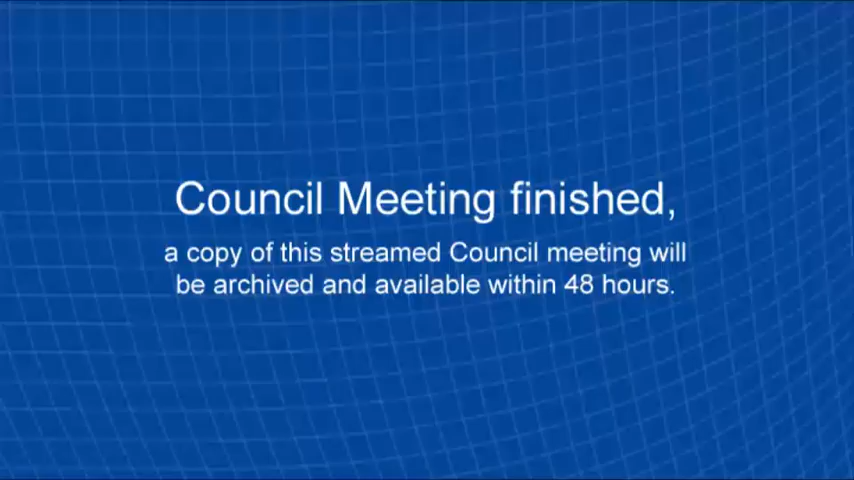 Council Meeting finished,
a copy of this streamed Council meeting will
be archived and available within 48 hours.